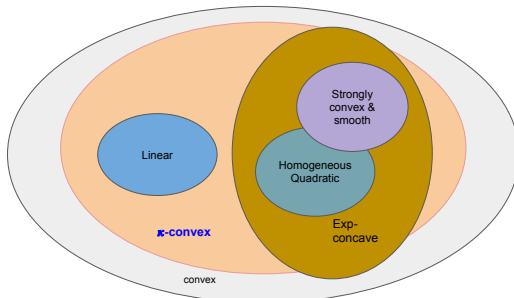 Strongly
convex &
smooth
Linear
Homogeneous
Quadratic
κ-convex
Exp-
concave
convex